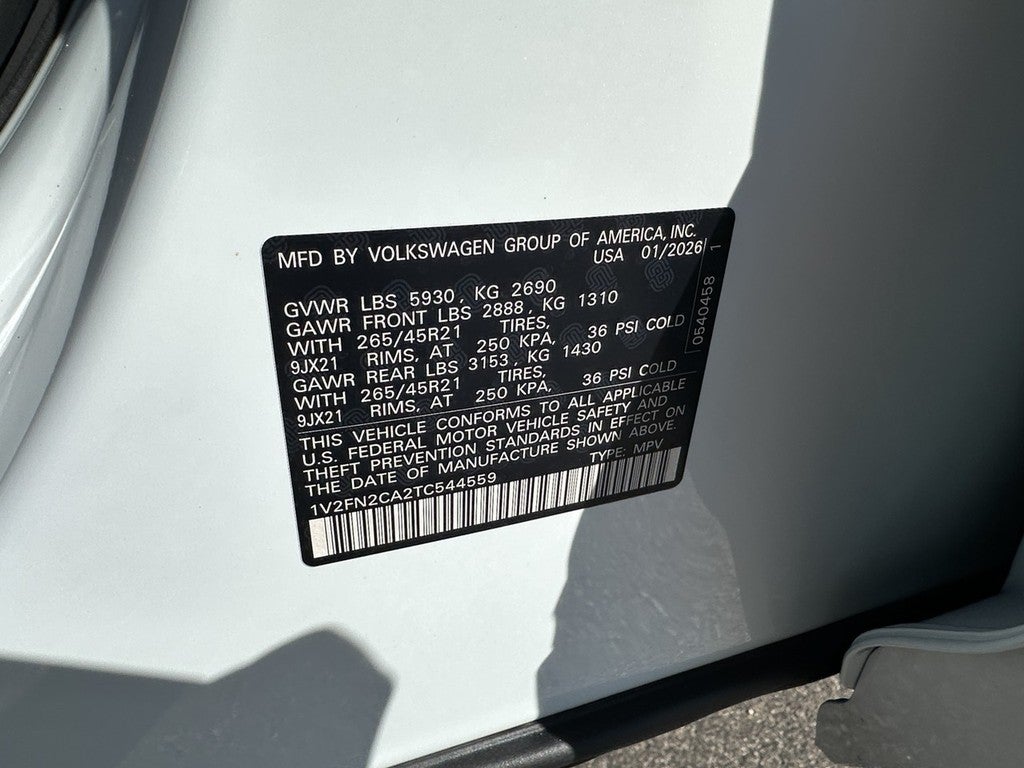 MFD BY VOLKSWAGEN GROUP OF AMERICA, INC.
USA 01/2026
GVWR LBS 5930, KG 2690
GAWR FRONT LBS 2888, KG 1310
WITH 265/45R21 TIRES,
9JX21 RIMS, AT 250 KPA, 36 PSI COLD
GAWR REAR LBS 3153, KG 1430
WITH 265/45R21 TIRES,
9JX21 RIMS, AT 250 KPA, 36 PSI COLD
THIS VEHICLE CONFORMS TO ALL APPLICABLE
U.S. FEDERAL MOTOR VEHICLE SAFETY AND
THEFT PREVENTION STANDARDS IN EFFECT ON
THE DATE OF MANUFACTURE SHOWN ABOVE.
1V2FN2CA2TC544559 TYPE: MPV
0540458 1